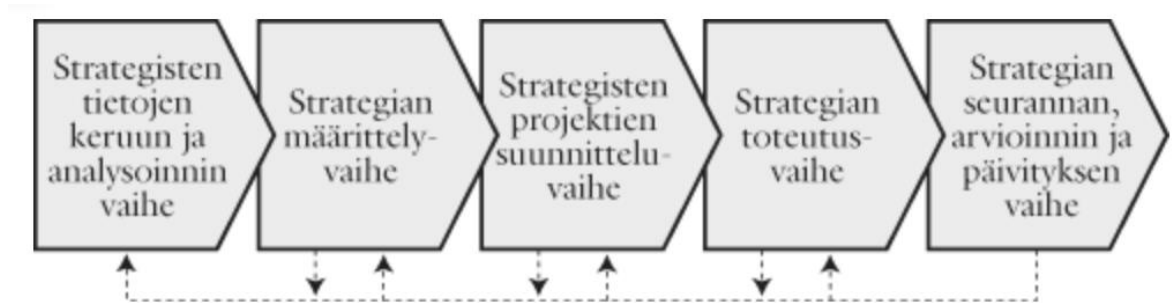 Strategisten
tietojen
keruun ja
analysoinnin
vaihe
Strategian
määrittely-
vaihe
Strategisten
projektien
suunnittelu-
vaihe
Strategian
toteutus-
vaihe
Strategian
seurannan,
arvioinnin ja
päivityksen
vaihe